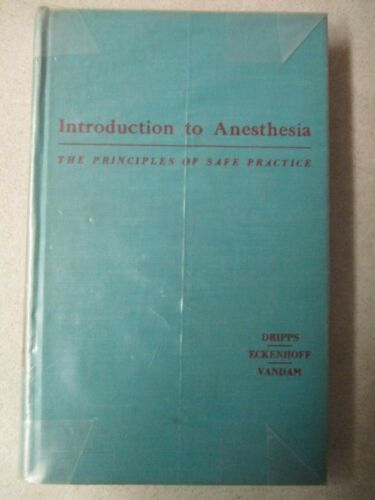 Introduction to Anesthesia
THE PRINCIPLES OF SAFE PRACTICE
DRIPPS
ECKENHOFF
VANDAM